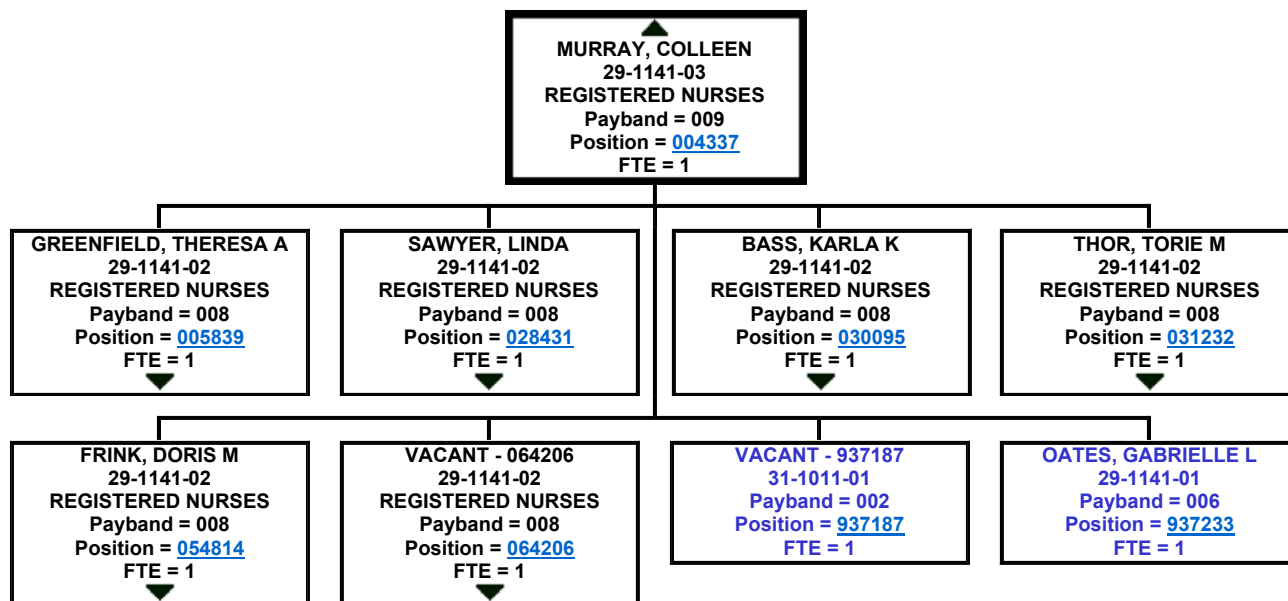 MURRAY, COLLEEN
29-1141-03
REGISTERED NURSES
Payband = 009
Position = 004337
FTE = 1
GREENFIELD, THERESA A
29-1141-02
REGISTERED NURSES
Payband = 008
Position = 005839
FTE = 1
SAWYER, LINDA
29-1141-02
REGISTERED NURSES
Payband = 008
Position = 028431
FTE = 1
BASS, KARLA K
29-1141-02
REGISTERED NURSES
Payband = 008
Position = 030095
FTE = 1
THOR, TORIE M
29-1141-02
REGISTERED NURSES
Payband = 008
Position = 031232
FTE = 1
FRINK, DORIS M
29-1141-02
REGISTERED NURSES
Payband = 008
Position = 054814
FTE = 1
VACANT - 064206
29-1141-02
REGISTERED NURSES
Payband = 008
Position = 064206
FTE = 1
VACANT - 937187
31-1011-01
Payband = 002
Position = 937187
FTE = 1
OATES, GABRIELLE L
29-1141-01
Payband = 006
Position = 937233
FTE = 1